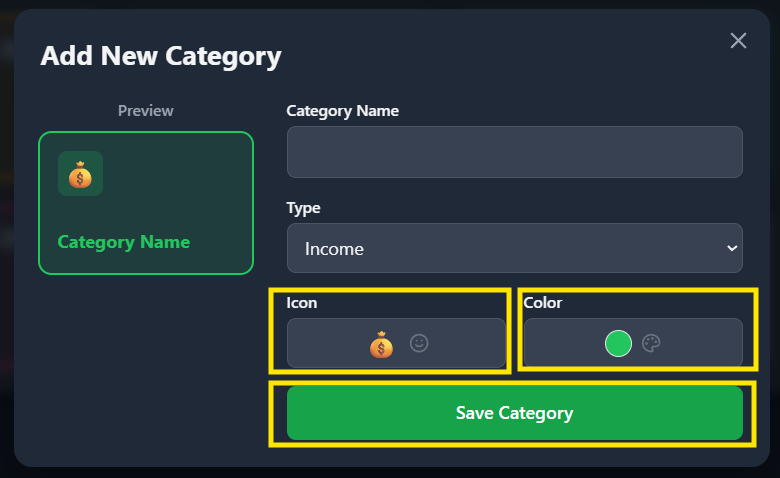 Add New Category
Preview
Category Name
Category Name
Type
Income
Icon
Color
Save Category